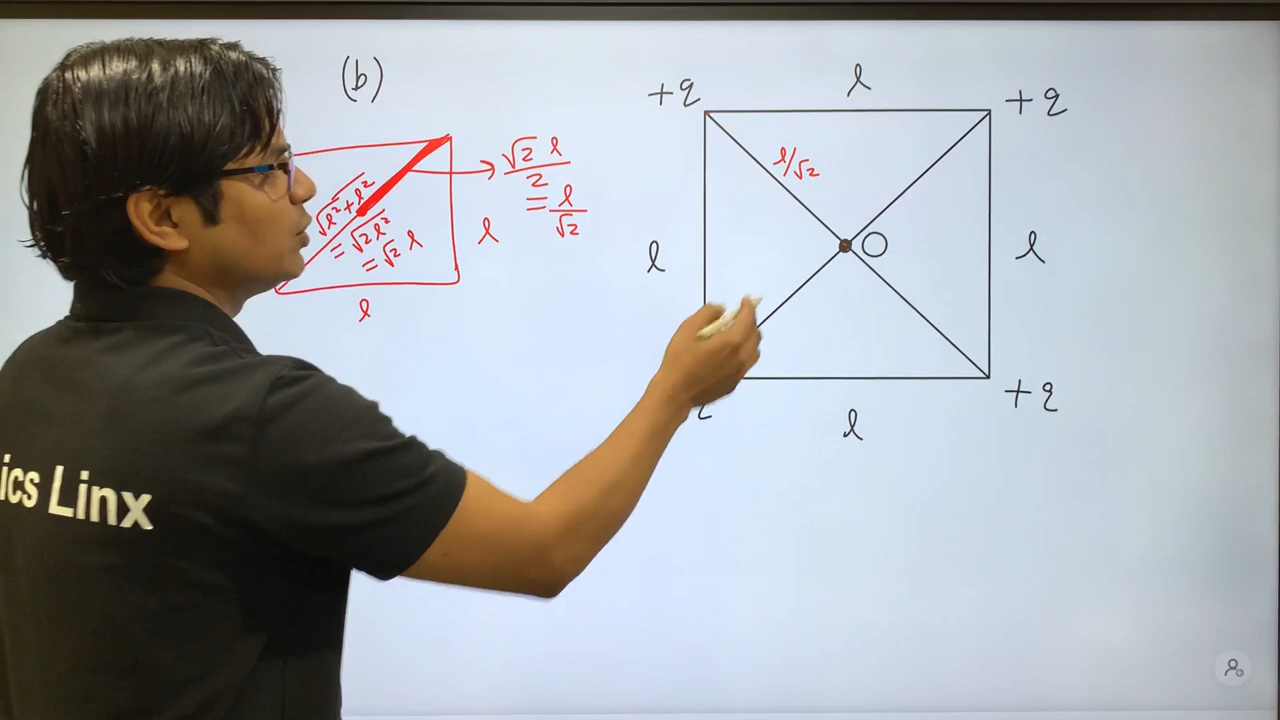 (b)
√l²+l²
= √2l²
= √2 l
√2 l / 2
= l/√2
l
l
+q
l
+q
l/√2
l
O
l
q
l
+q
ics Linx